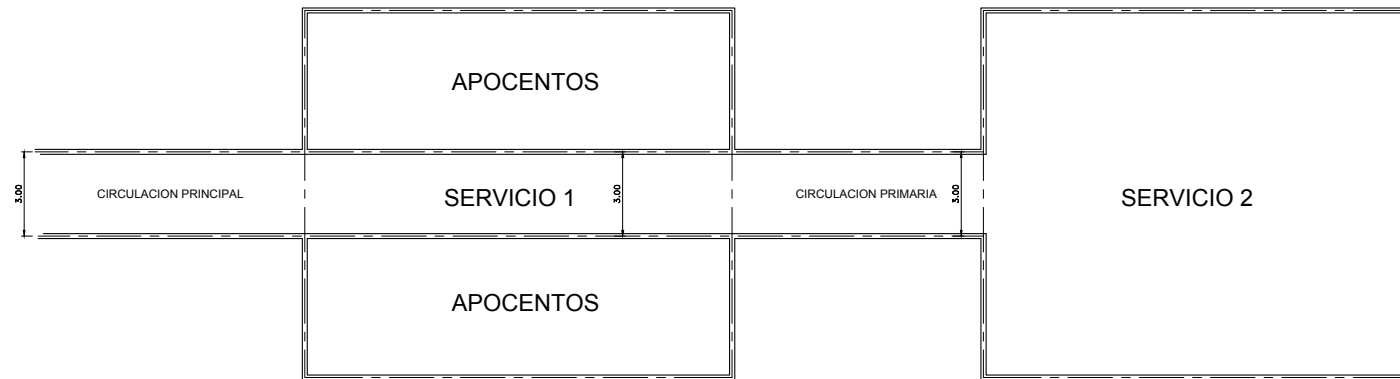 APOCENTOS
3.00
CIRCULACION PRINCIPAL
SERVICIO 1
3.00
CIRCULACION PRIMARIA
3.00
SERVICIO 2
APOCENTOS